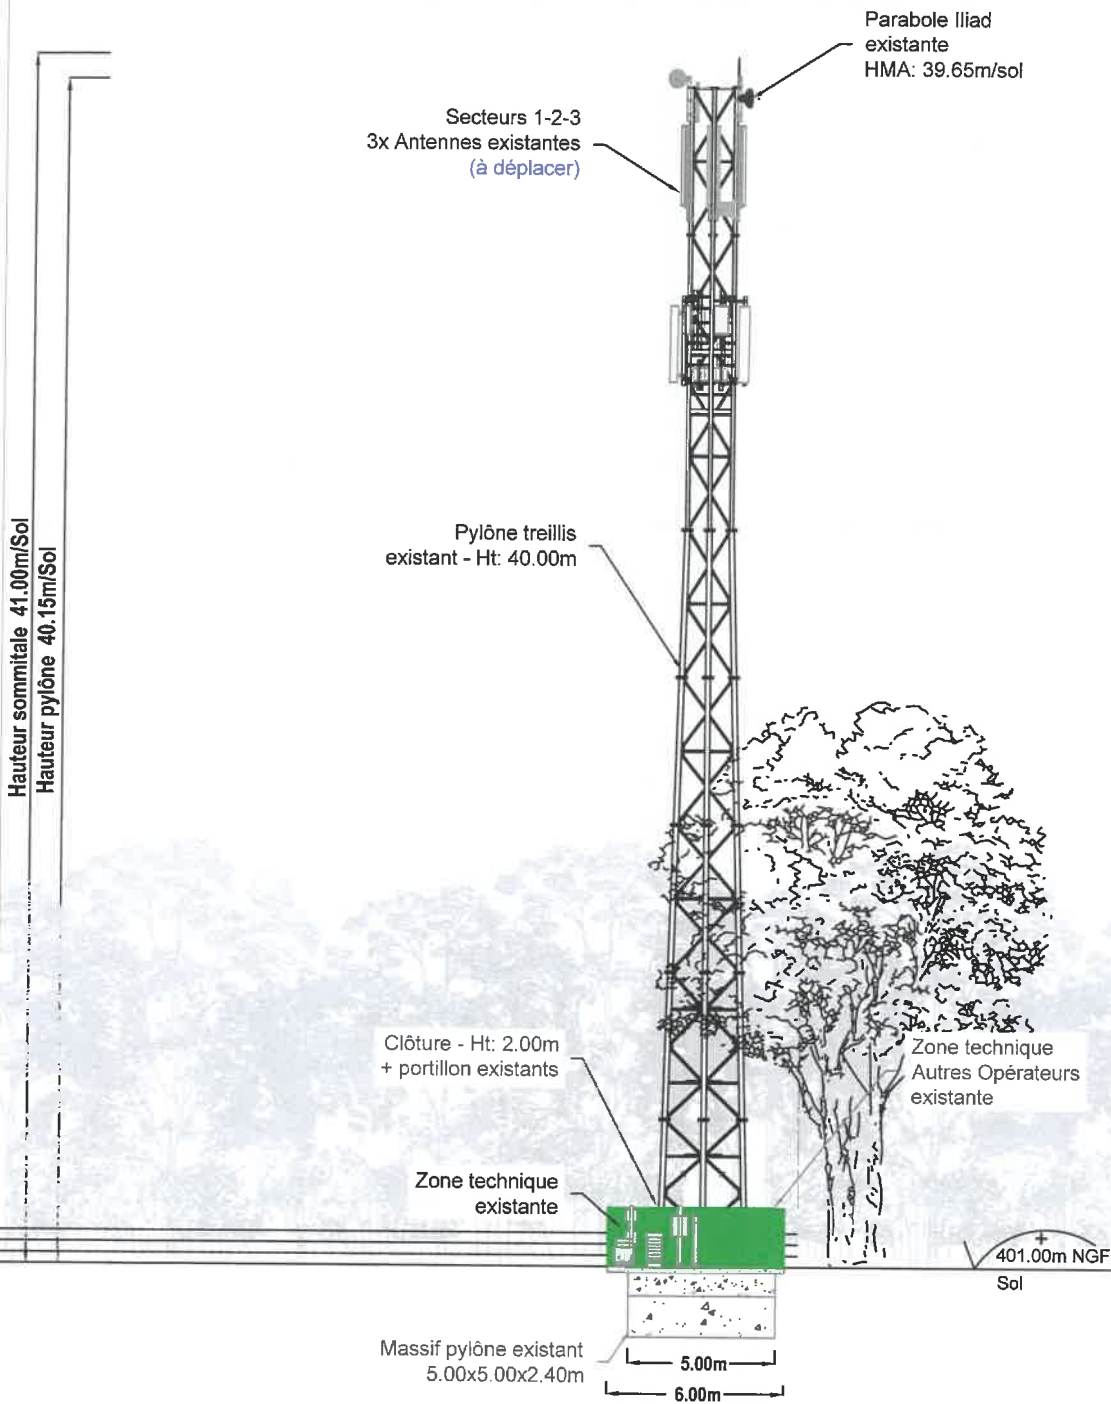 Parabole Iliad
existante
HMA: 39.65m/sol
Secteurs 1-2-3
3x Antennes existantes
(à déplacer)
Hauteur sommitale 41.00m/Sol
Hauteur pylône 40.15m/Sol
Pylône treillis
existant - Ht: 40.00m
Clôture - Ht: 2.00m
+ portillon existants
Zone technique
Autres Opérateurs
existante
Zone technique
existante
401.00m NGF
Sol
Massif pylône existant
5.00x5.00x2.40m
5.00m
6.00m